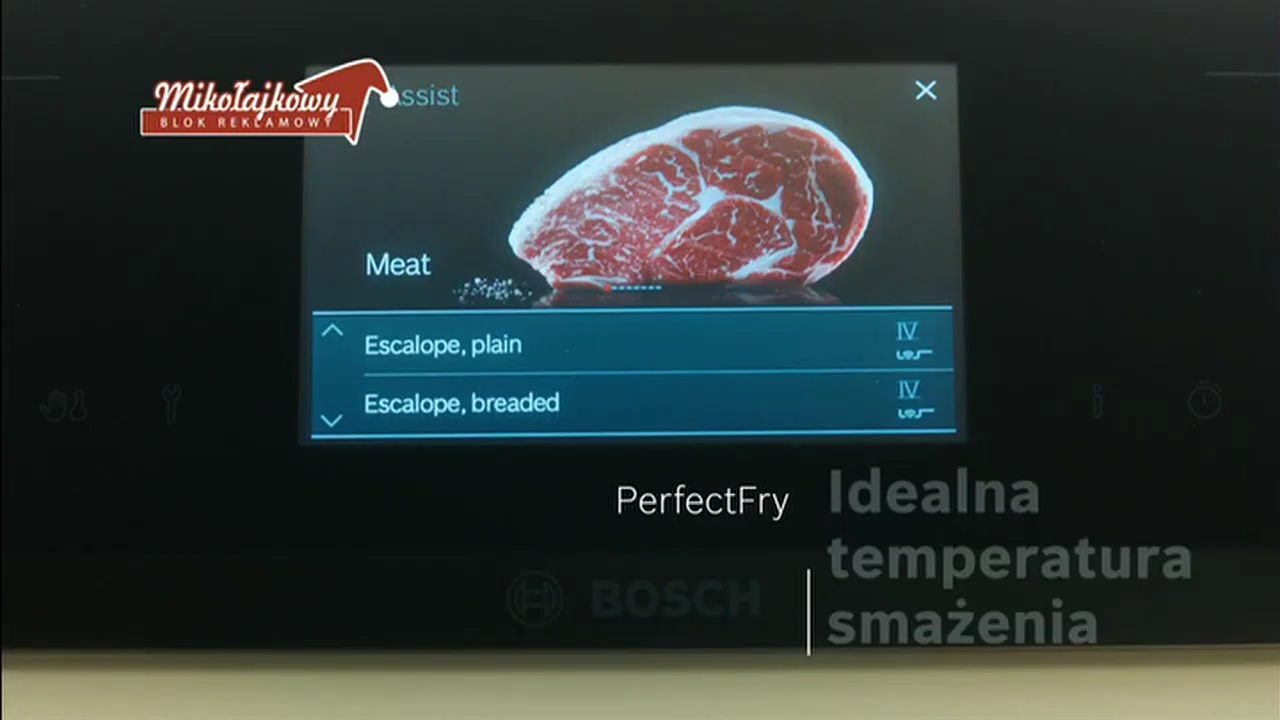 Mikołajkowy
BLOK REKLAMOWY
Assist
Meat
Escalope, plain
IV
Escalope, breaded
IV
PerfectFry
Idealna
temperatura
smażenia
BOSCH